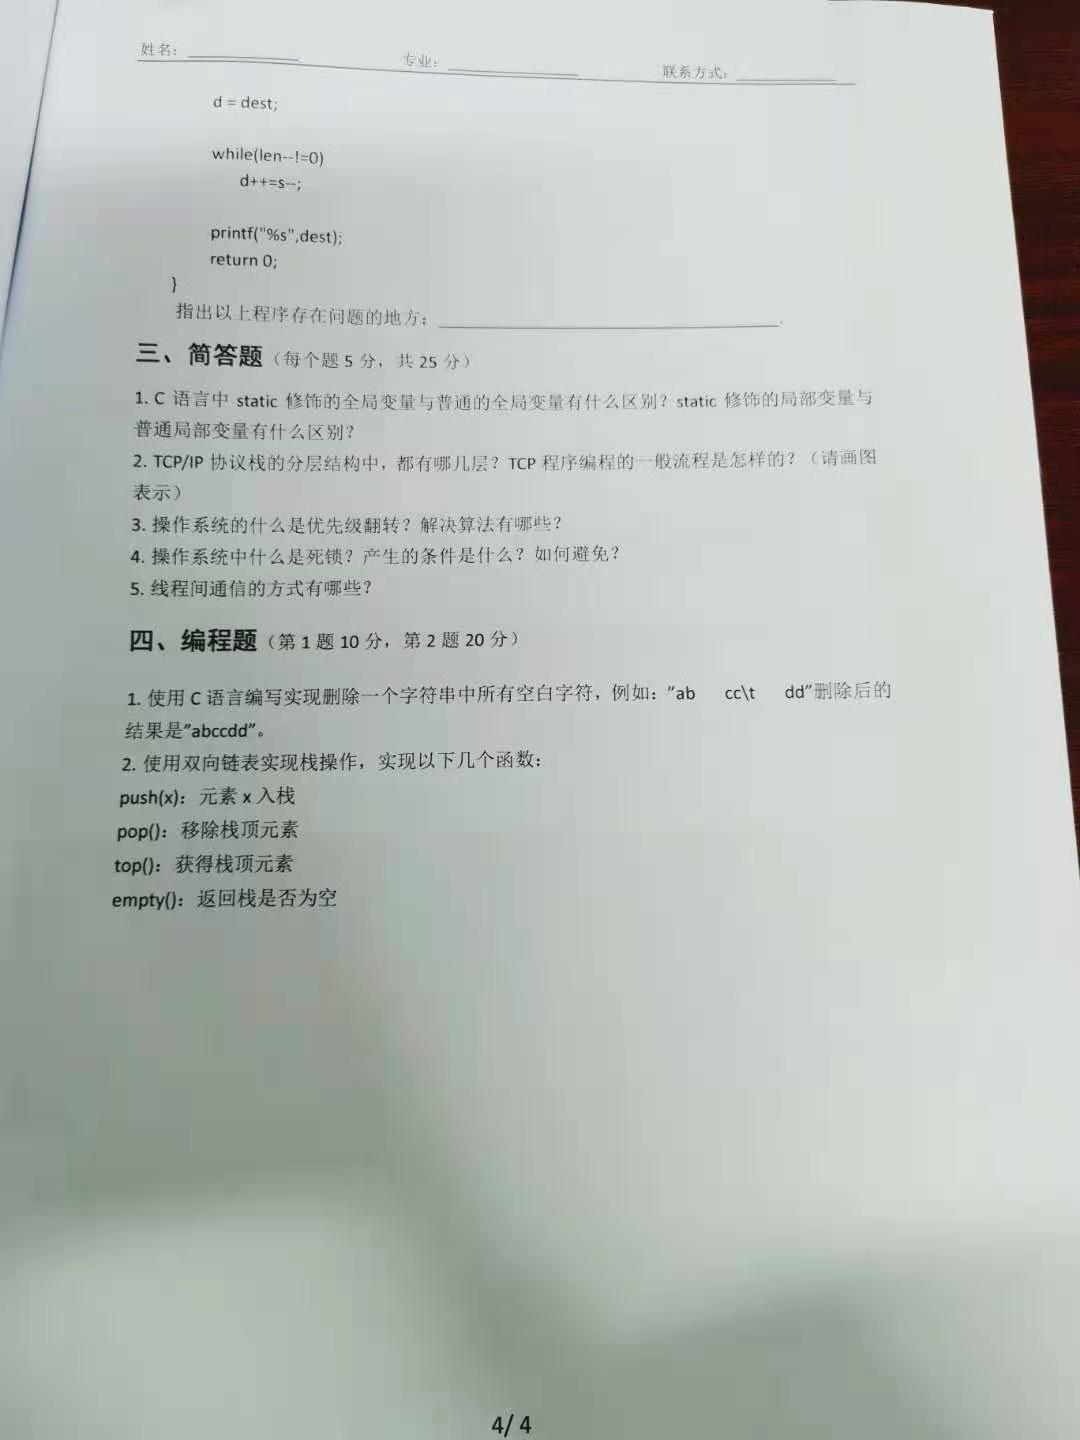 姓名: 专业: 联系方式:
d = dest;
while(len--!=0)
d++=s--;
printf("%s",dest);
return 0;
}
指出以上程序存在问题的地方:
三、简答题（每个题 5 分，共 25 分）
1. C 语言中 static 修饰的全局变量与普通的全局变量有什么区别？static 修饰的局部变量与
普通局部变量有什么区别？
2. TCP/IP 协议栈的分层结构中，都有哪几层？TCP 程序编程的一般流程是怎样的？（请画图
表示）
3. 操作系统的什么是优先级翻转？解决算法有哪些？
4. 操作系统中什么是死锁？产生的条件是什么？如何避免？
5. 线程间通信的方式有哪些？
四、编程题（第 1 题 10 分，第 2 题 20 分）
1. 使用 C 语言编写实现删除一个字符串中所有空白字符，例如："ab cc\t dd"删除后的
结果是"abccdd"。
2. 使用双向链表实现栈操作，实现以下几个函数：
push(x)：元素 x 入栈
pop()：移除栈顶元素
top()：获得栈顶元素
empty()：返回栈是否为空
4/ 4